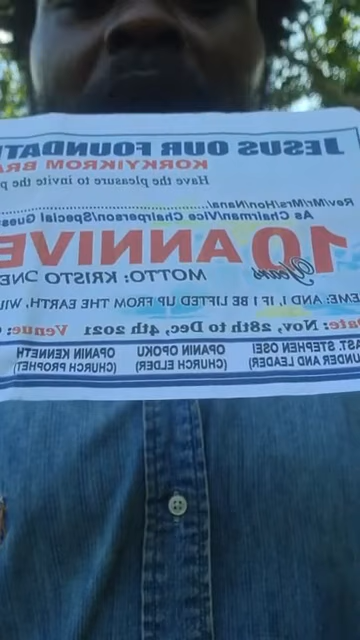 JESUS OUR FOUNDAT
KORKYIKROM BRA
Have the pleasure to invite the p
Rev/Mr/Mrs/Hon/Nana/
As Chairman/Vice/Chairperson/Special Gues
10 Years ANNIVE
MOTTO: KRISTO
EME: AND I, IF I BE LIFTED UP FROM THE EARTH, WIL
Date: Nov, 28th to Dec, 4th 2021 Venue:
PAST. STEPHEN OSEI OPANIN OPOKU OPANIN KENNETH
UNDER AND LEADER) (CHURCH ELDER) (CHURCH PROPHET)